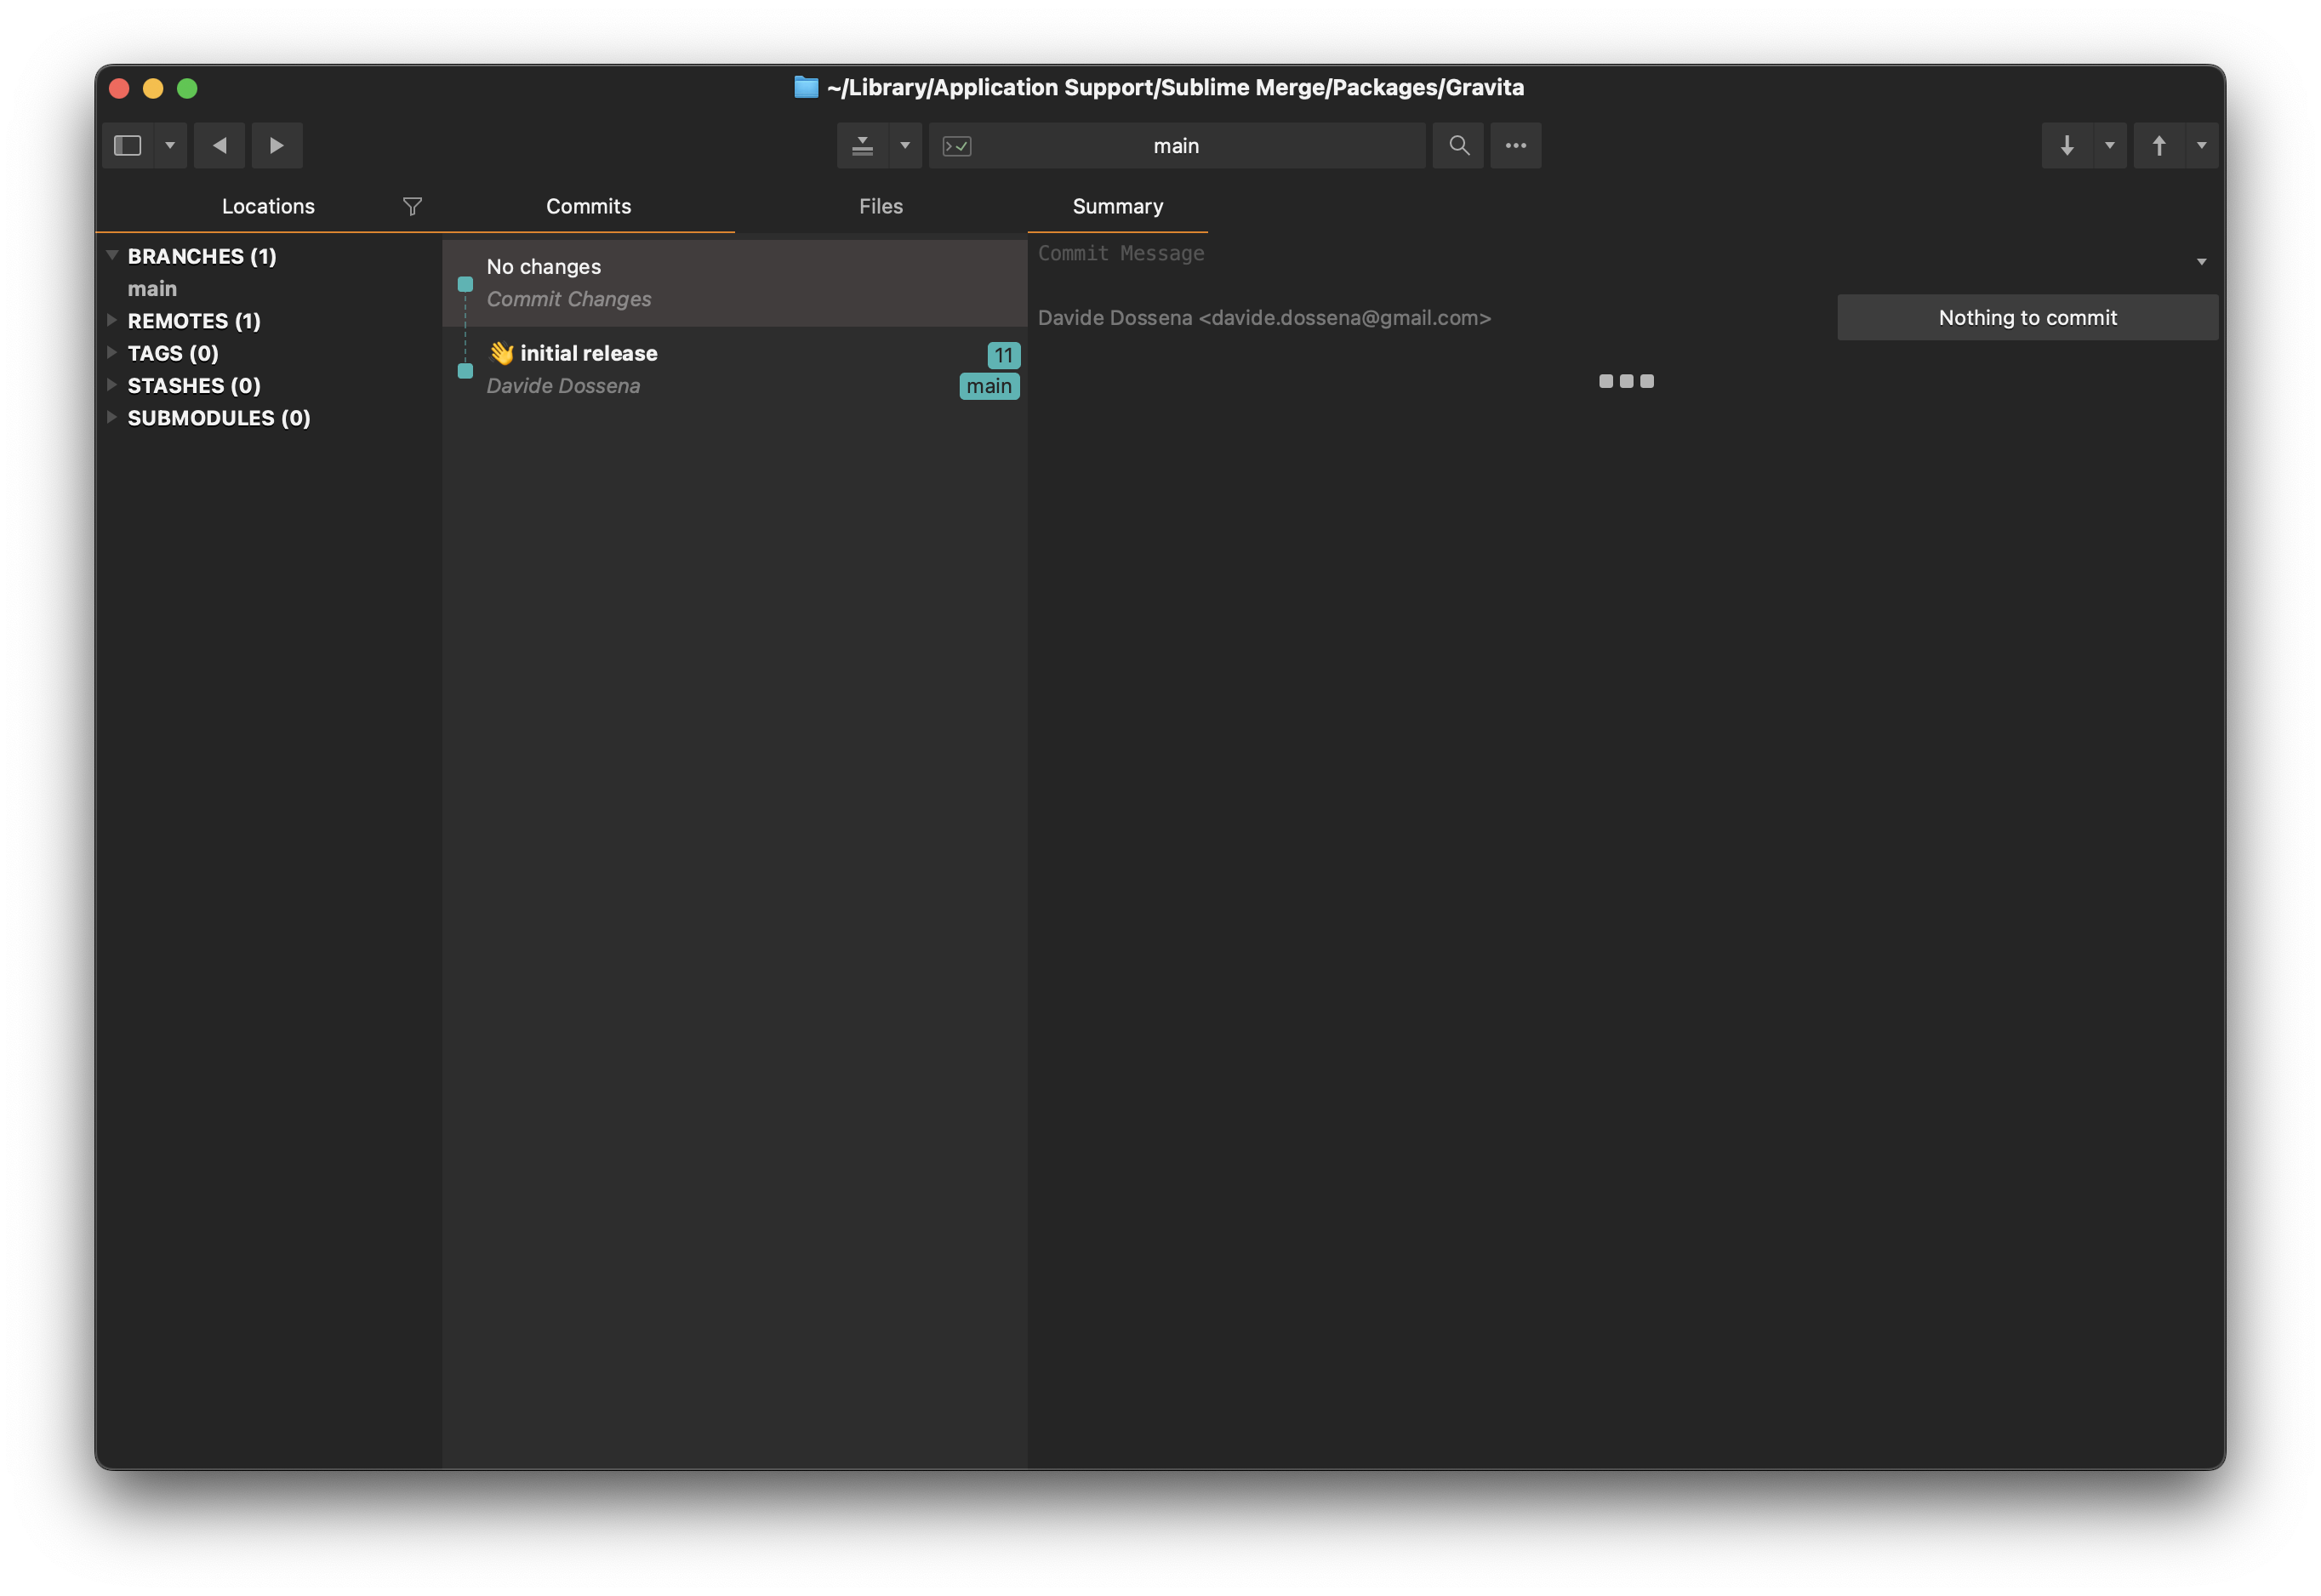 ~/Library/Application Support/Sublime Merge/Packages/Gravita
main
Locations
Commits
Files
Summary
BRANCHES (1)
main
REMOTES (1)
TAGS (0)
STASHES (0)
SUBMODULES (0)
No changes
Commit Changes
👋 initial release
11
Davide Dossena
main
Commit Message
Davide Dossena <davide.dossena@gmail.com>
Nothing to commit